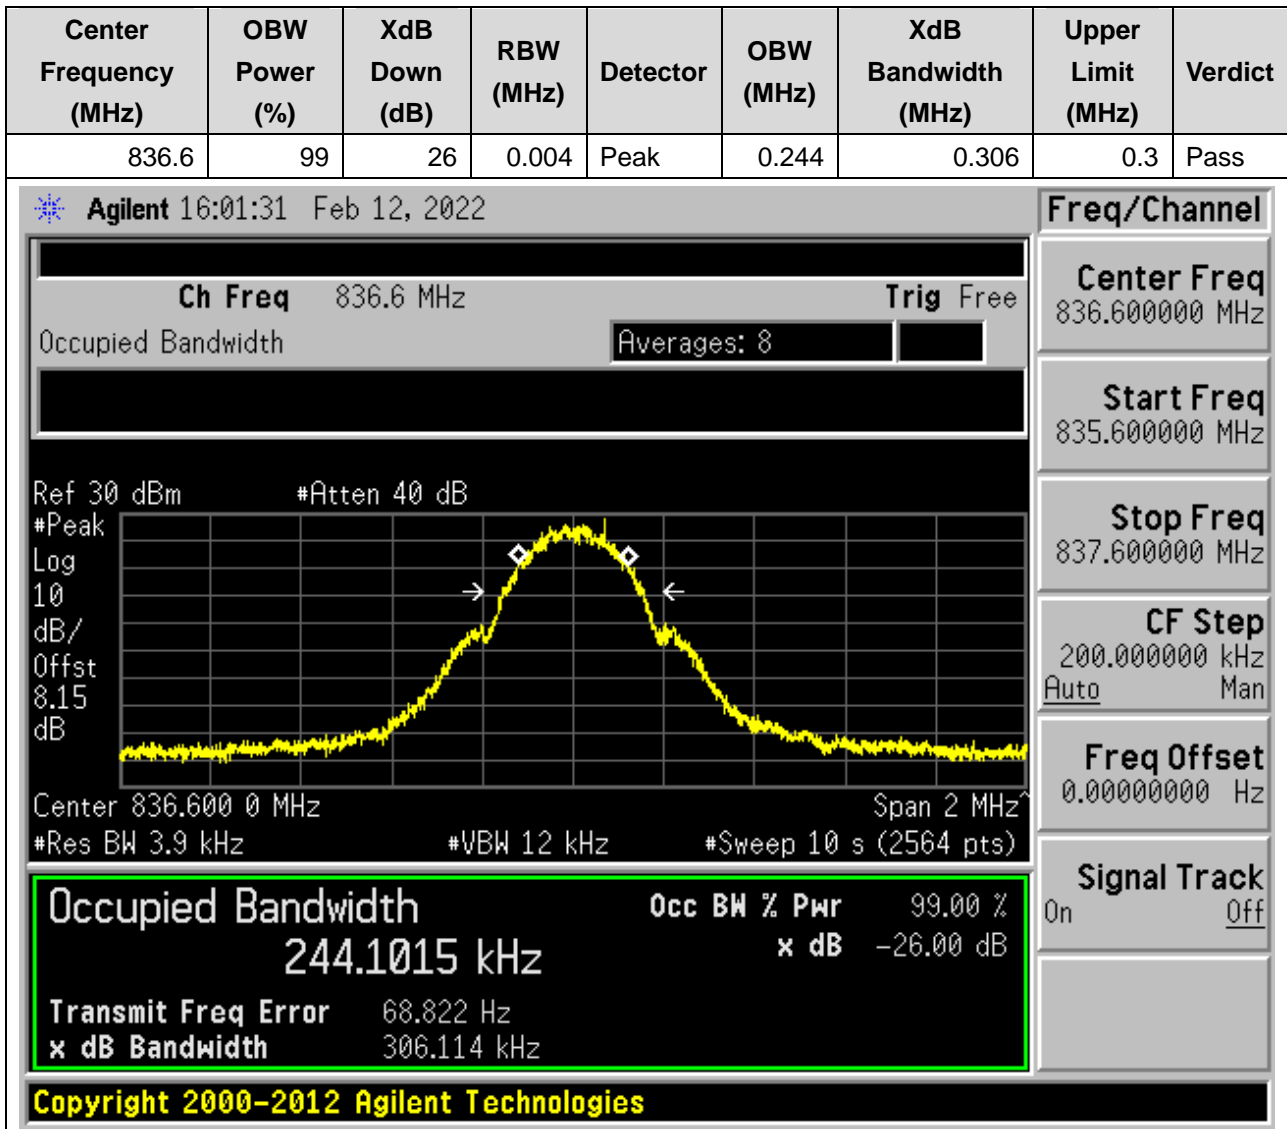 Center Frequency (MHz) OBW Power (%) XdB Down (dB) RBW (MHz) Detector OBW (MHz) XdB Bandwidth (MHz) Upper Limit (MHz) Verdict
836.6 99 26 0.004 Peak 0.244 0.306 0.3 Pass
Agilent 16:01:31 Feb 12, 2022
Freq/Channel
Ch Freq 836.6 MHz Trig Free
Occupied Bandwidth Averages: 8
Ref 30 dBm #Atten 40 dB
#Peak
Log
10
dB/
Offst
8.15
dB
Center 836.600 0 MHz Span 2 MHz^
#Res BW 3.9 kHz #VBW 12 kHz #Sweep 10 s (2564 pts)
Occupied Bandwidth Occ BW % Pwr 99.00 %
244.1015 kHz x dB -26.00 dB
Transmit Freq Error 68.822 Hz
x dB Bandwidth 306.114 kHz
Center Freq
836.600000 MHz
Start Freq
835.600000 MHz
Stop Freq
837.600000 MHz
CF Step
200.000000 kHz
Auto Man
Freq Offset
0.00000000 Hz
Signal Track
On Off
Copyright 2000-2012 Agilent Technologies